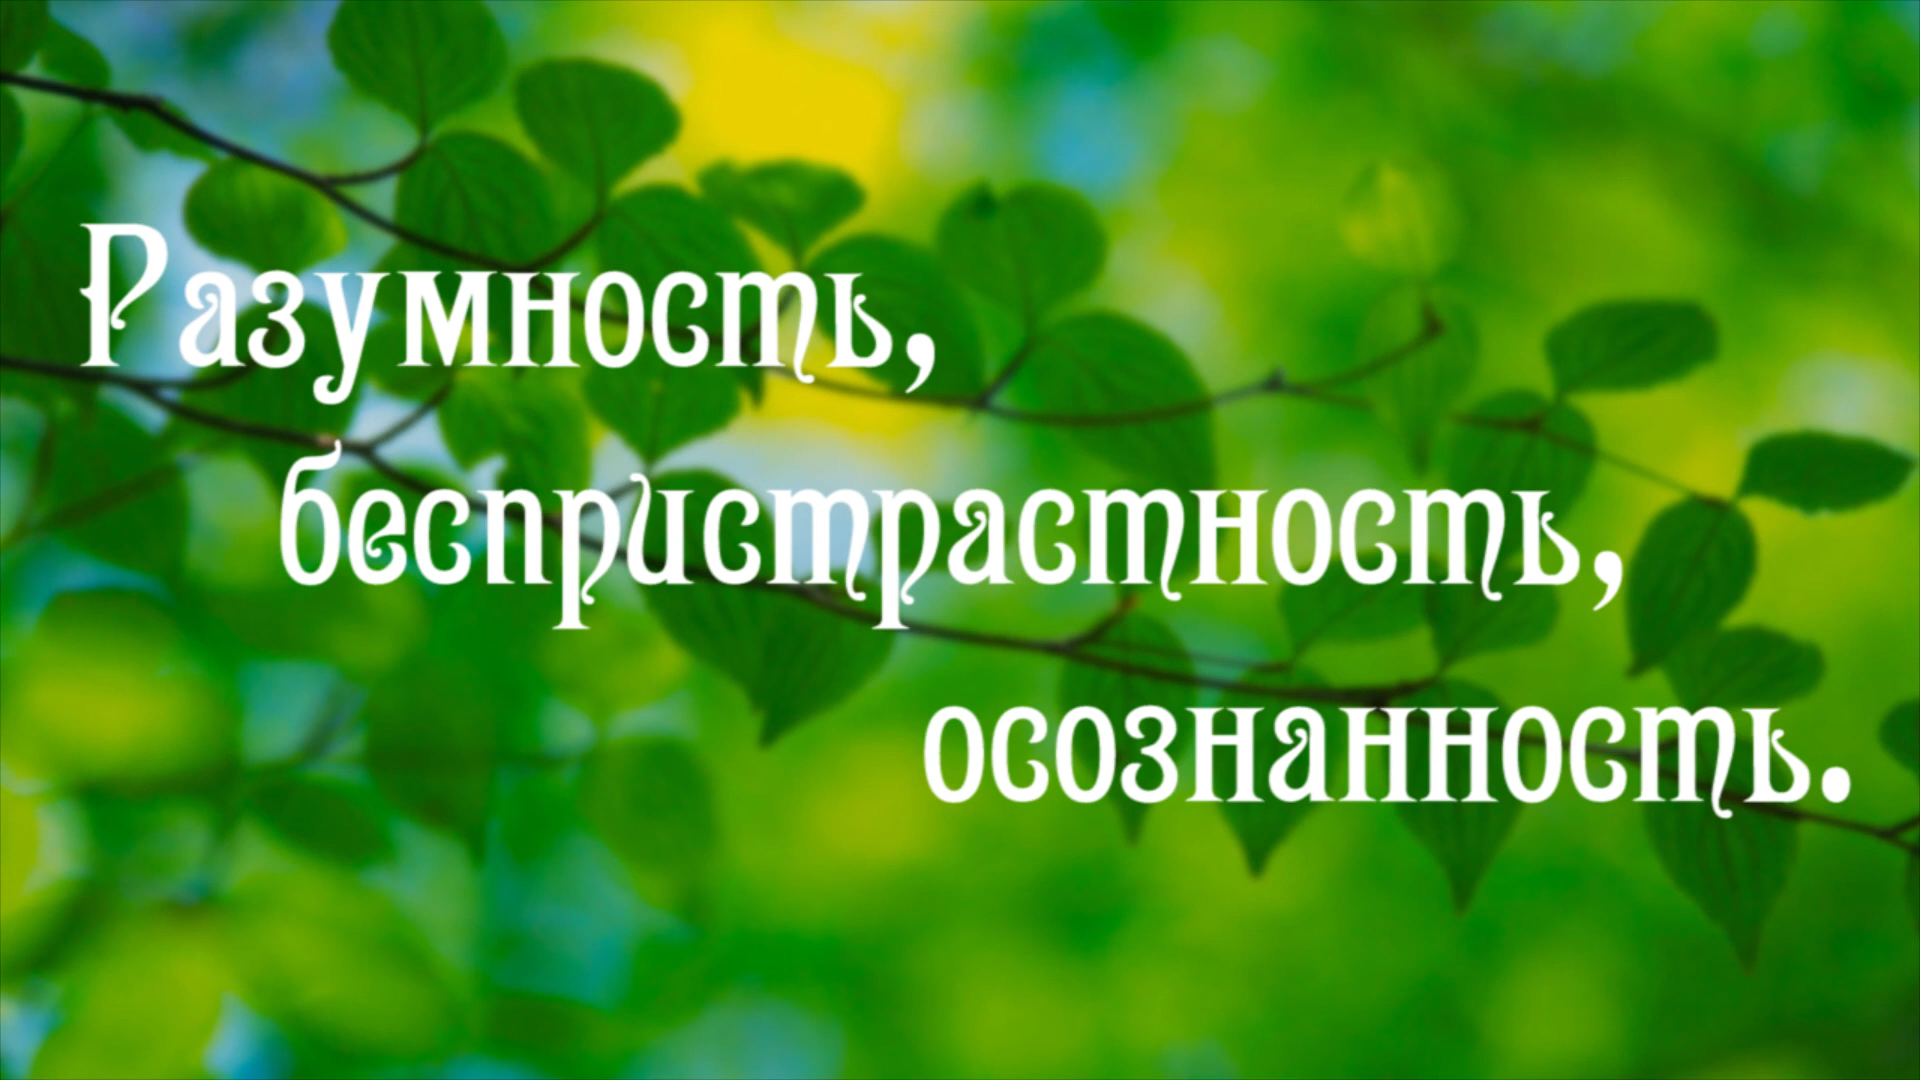 Разумность,
беспристрастность,
осознанность.